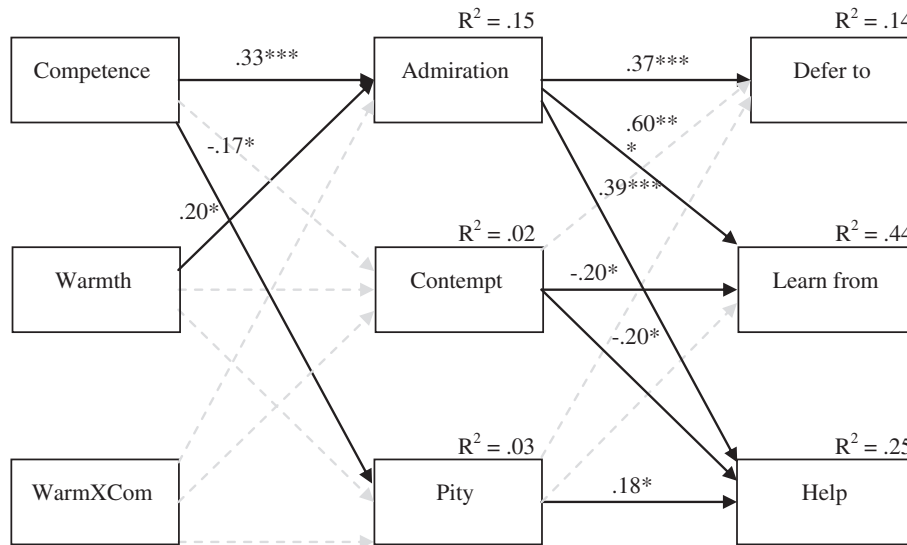 R² = .15
R² = .14
Competence
.33***
Admiration
.37***
Defer to
-.17*
.60**
*
.20*
.39***
R² = .02
R² = .44
Warmth
Contempt
-.20*
Learn from
-.20*
R² = .03
R² = .25
WarmXCom
Pity
.18*
Help